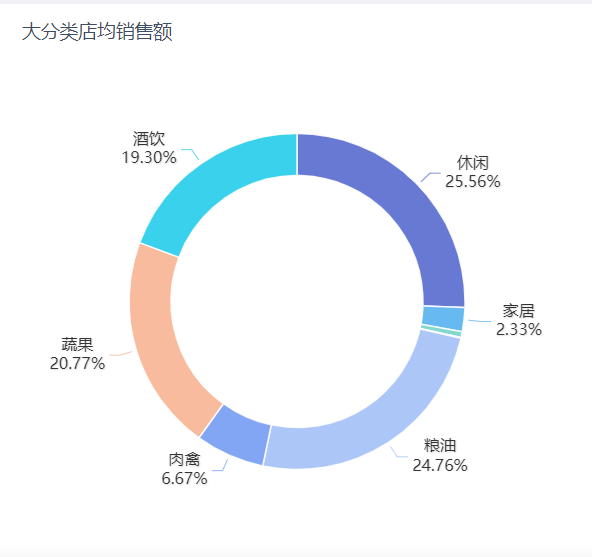 大分类店均销售额
酒饮
19.30%
休闲
25.56%
家居
2.33%
蔬果
20.77%
粮油
24.76%
肉禽
6.67%